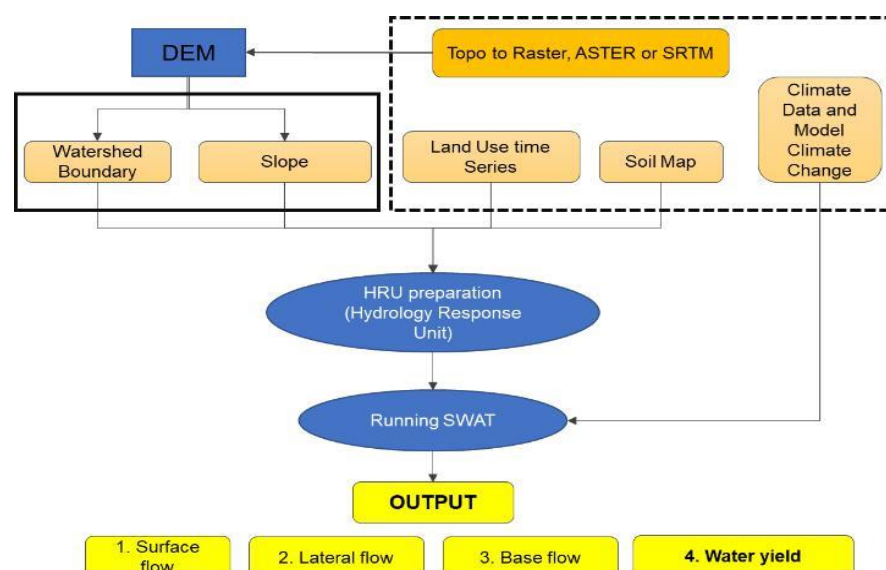 DEM
Topo to Raster, ASTER or SRTM
Watershed
Boundary
Slope
Land Use time
Series
Soil Map
Climate
Data and
Model
Climate
Change
HRU preparation
(Hydrology Response
Unit)
Running SWAT
OUTPUT
1. Surface
flow
2. Lateral flow
3. Base flow
4. Water yield